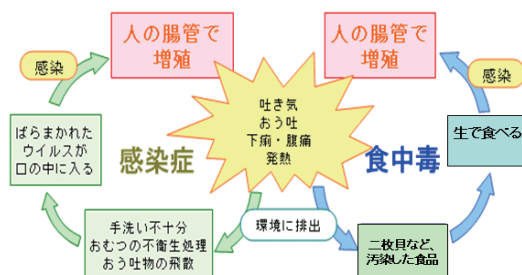 人の腸管で
増殖
人の腸管で
増殖
感染
感染
吐き気
おう吐
下痢・腹痛
発熱
ばらまかれた
ウイルスが
口の中に入る
感染症
食中毒
生で食べる
手洗い不十分
おむつの不衛生処理
おう吐物の飛散
環境に排出
二枚貝など、
汚染した食品